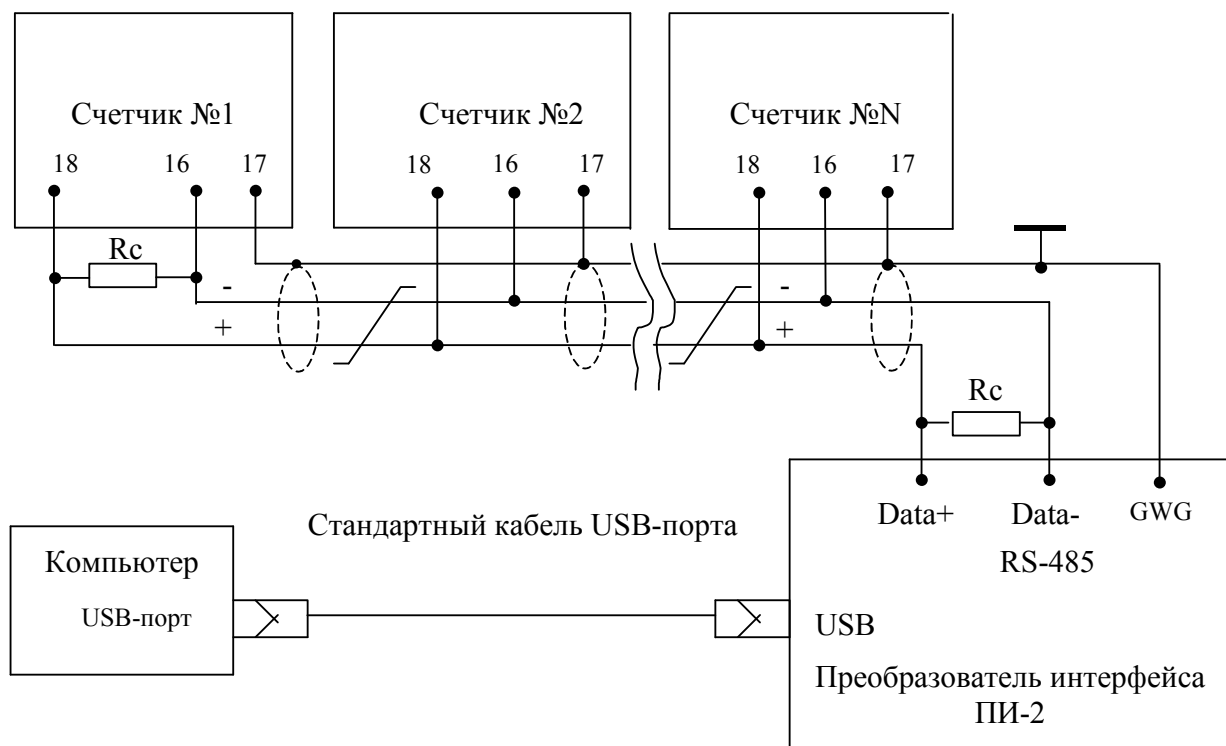 Счетчик №1
Счетчик №2
Счетчик №N
18 16 17
18 16 17
18 16 17
Rc
-
+
-
+
Rc
Data+ Data- GWG
RS-485
Стандартный кабель USB-порта
Компьютер
USB-порт
USB
Преобразователь интерфейса
ПИ-2